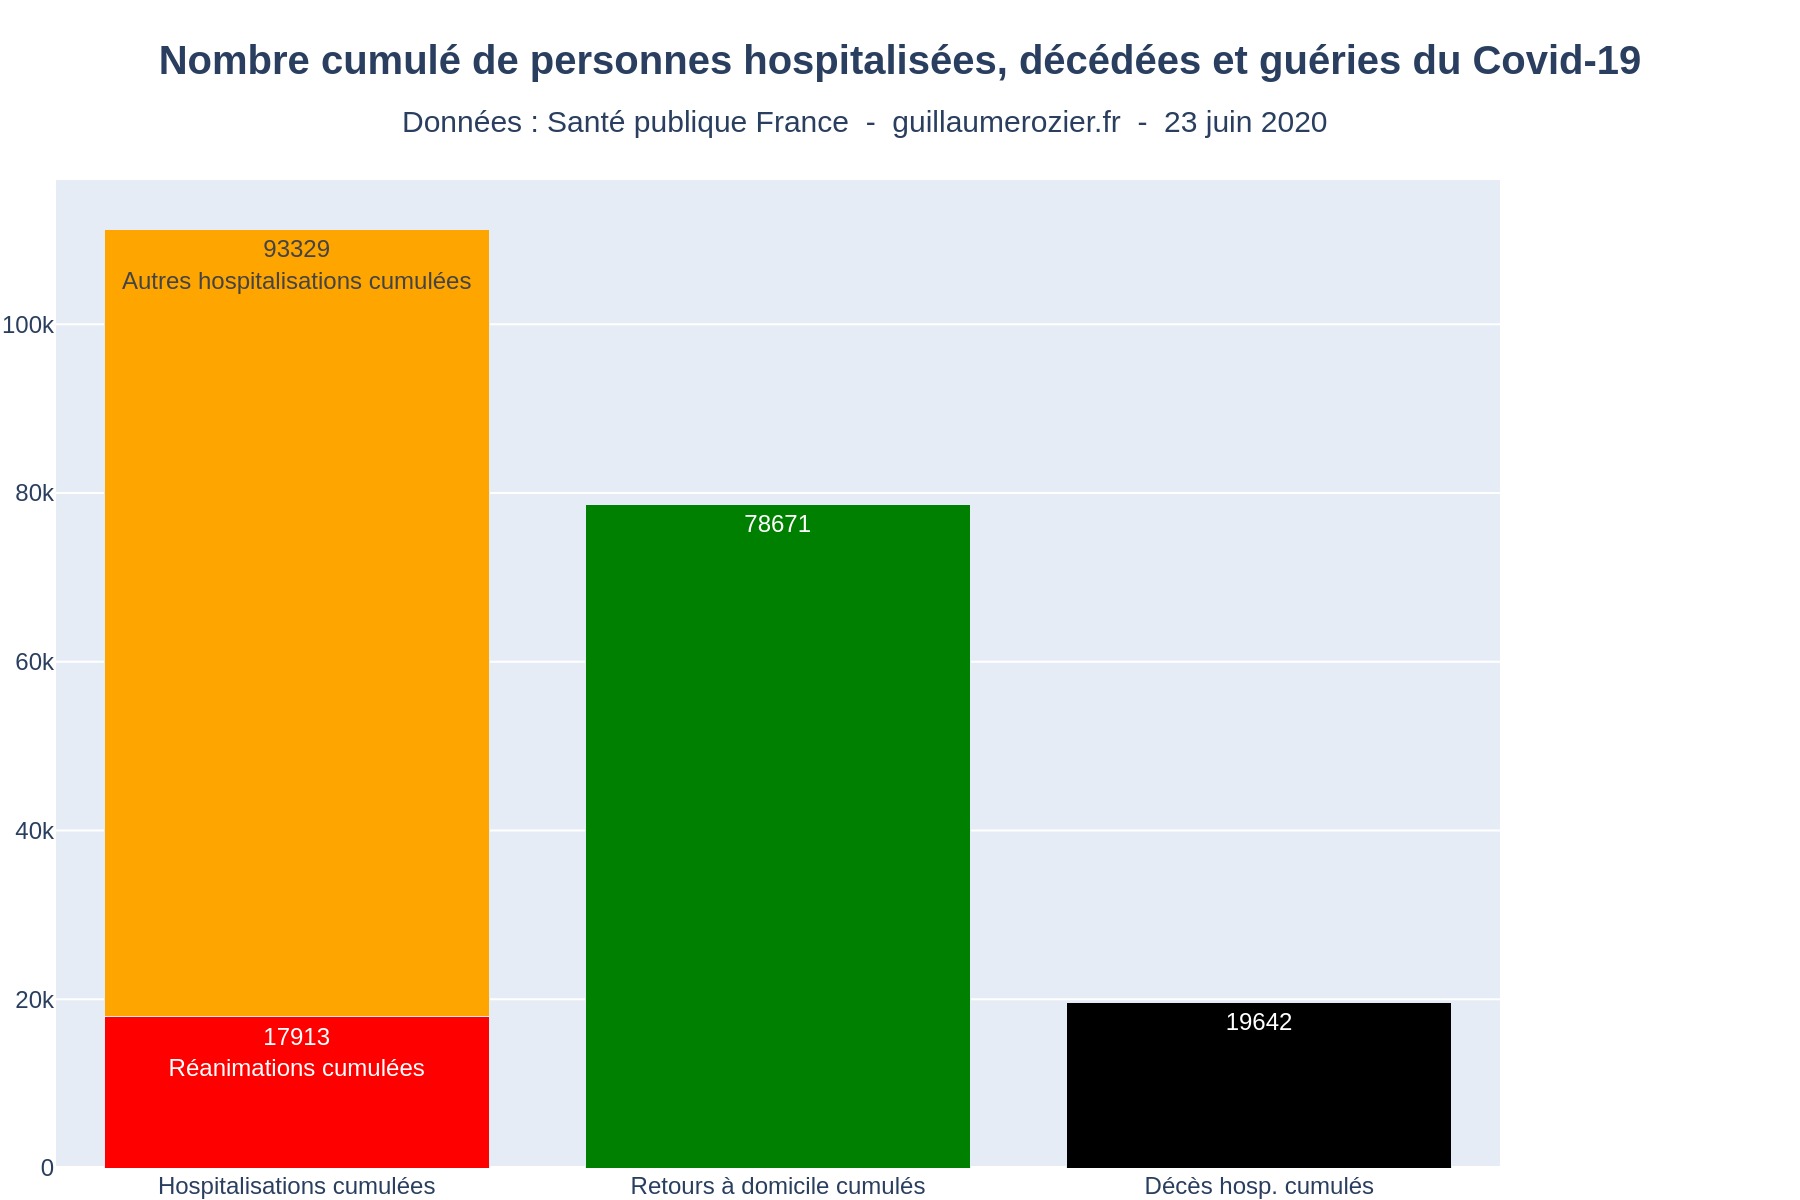 Nombre cumulé de personnes hospitalisées, décédées et guéries du Covid-19
Données : Santé publique France - guillaumerozier.fr - 23 juin 2020
93329
Autres hospitalisations cumulées
100k
80k
78671
60k
40k
20k
17913
Réanimations cumulées
19642
0
Hospitalisations cumulées
Retours à domicile cumulés
Décès hosp. cumulés